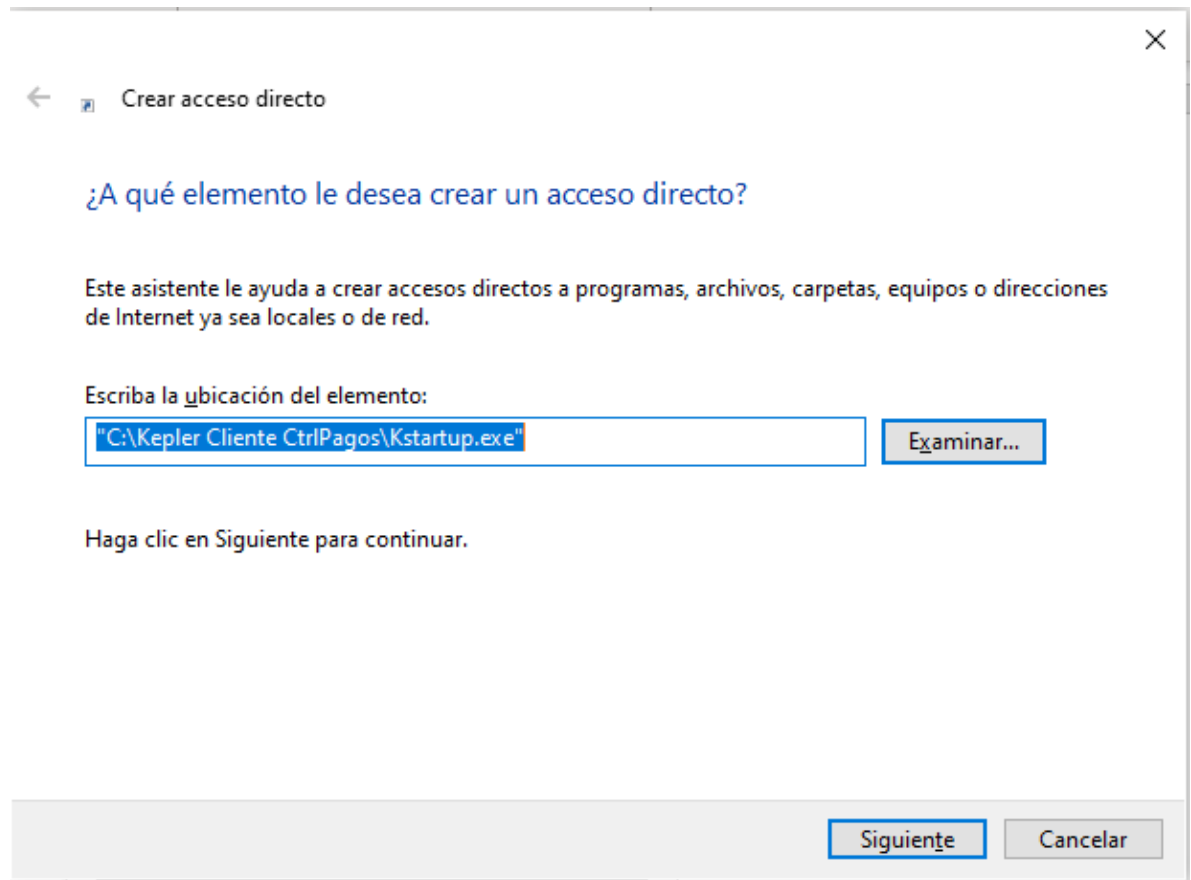 Crear acceso directo
¿A qué elemento le desea crear un acceso directo?
Este asistente le ayuda a crear accesos directos a programas, archivos, carpetas, equipos o direcciones
de Internet ya sea locales o de red.
Escriba la ubicación del elemento:
"C:\Kepler Cliente CtrlPagos\Kstartup.exe"
Examinar...
Haga clic en Siguiente para continuar.
Siguiente
Cancelar